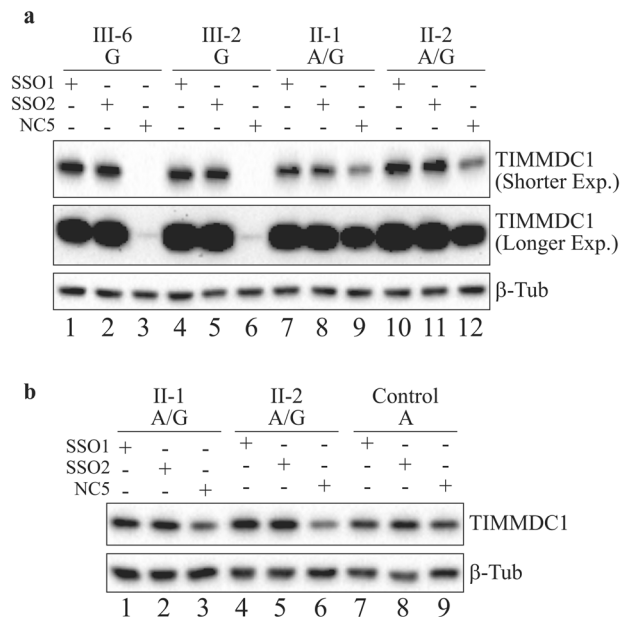 a
III-6 III-2 II-1 II-2
G G A/G A/G
SSO1 + - - + - - + - - + - -
SSO2 - + - - + - - + - - + -
NC5 - - + - - + - - + - - +
TIMMDC1
(Shorter Exp.)
TIMMDC1
(Longer Exp.)
β-Tub
1 2 3 4 5 6 7 8 9 10 11 12
b
II-1 II-2 Control
A/G A/G A
SSO1 + - - + - - + - -
SSO2 - + - - + - - + -
NC5 - - + - - + - - +
TIMMDC1
β-Tub
1 2 3 4 5 6 7 8 9